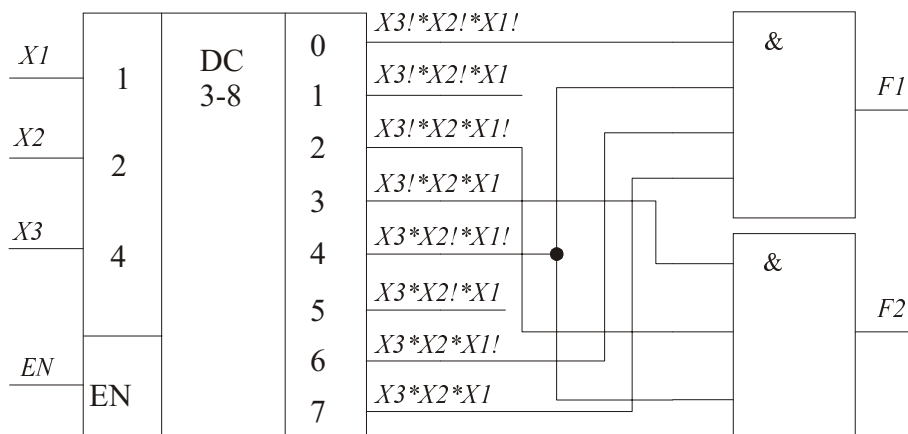 X1
X2
X3
EN
1
2
4
EN
DC
3-8
0
1
2
3
4
5
6
7
X3!*X2!*X1!
X3!*X2!*X1
X3!*X2*X1!
X3!*X2*X1
X3*X2!*X1!
X3*X2!*X1
X3*X2*X1!
X3*X2*X1
&
F1
&
F2